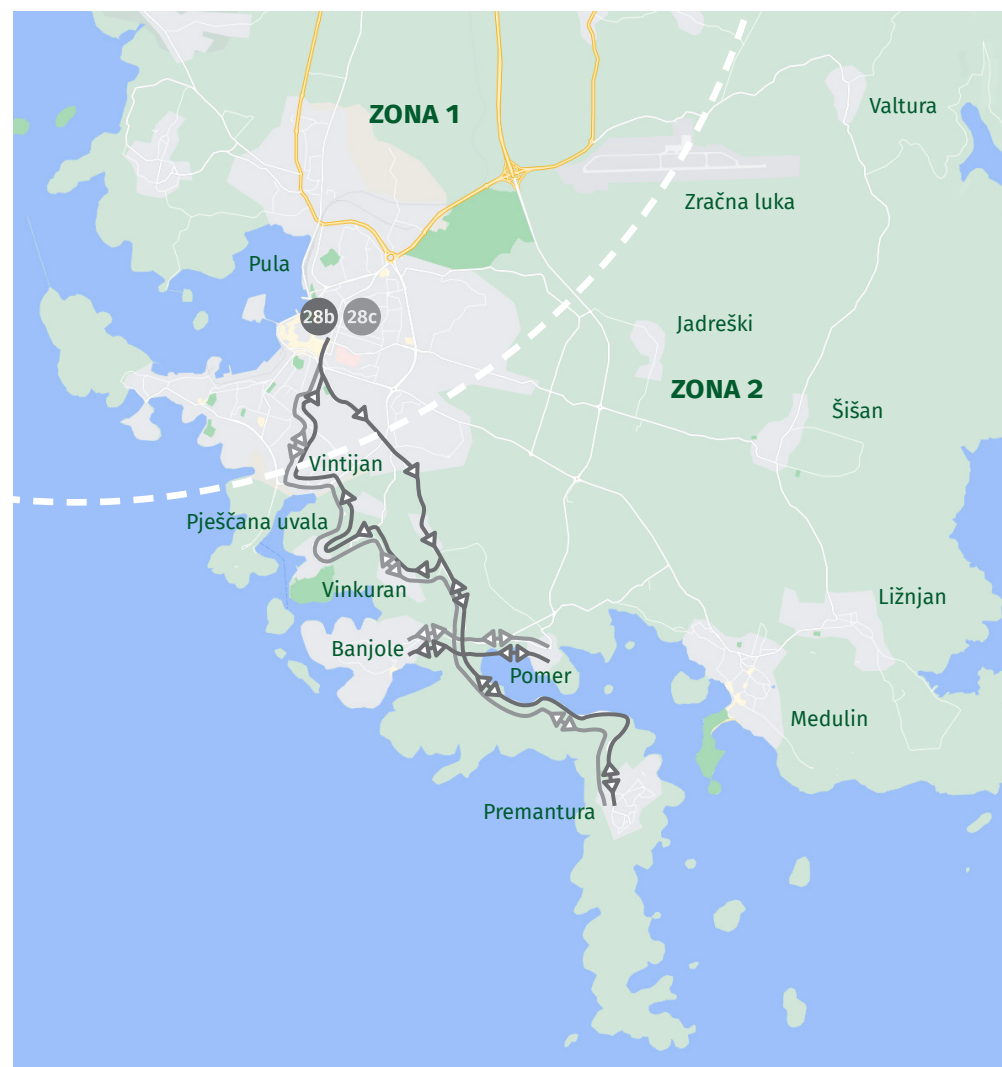 Valtura
ZONA 1
Zračna luka
Pula
28b 28c
Jadreški
ZONA 2
Šišan
Vintijan
Pješčana uvala
Vinkuran
Ližnjan
Banjole
Pomer
Medulin
Premantura